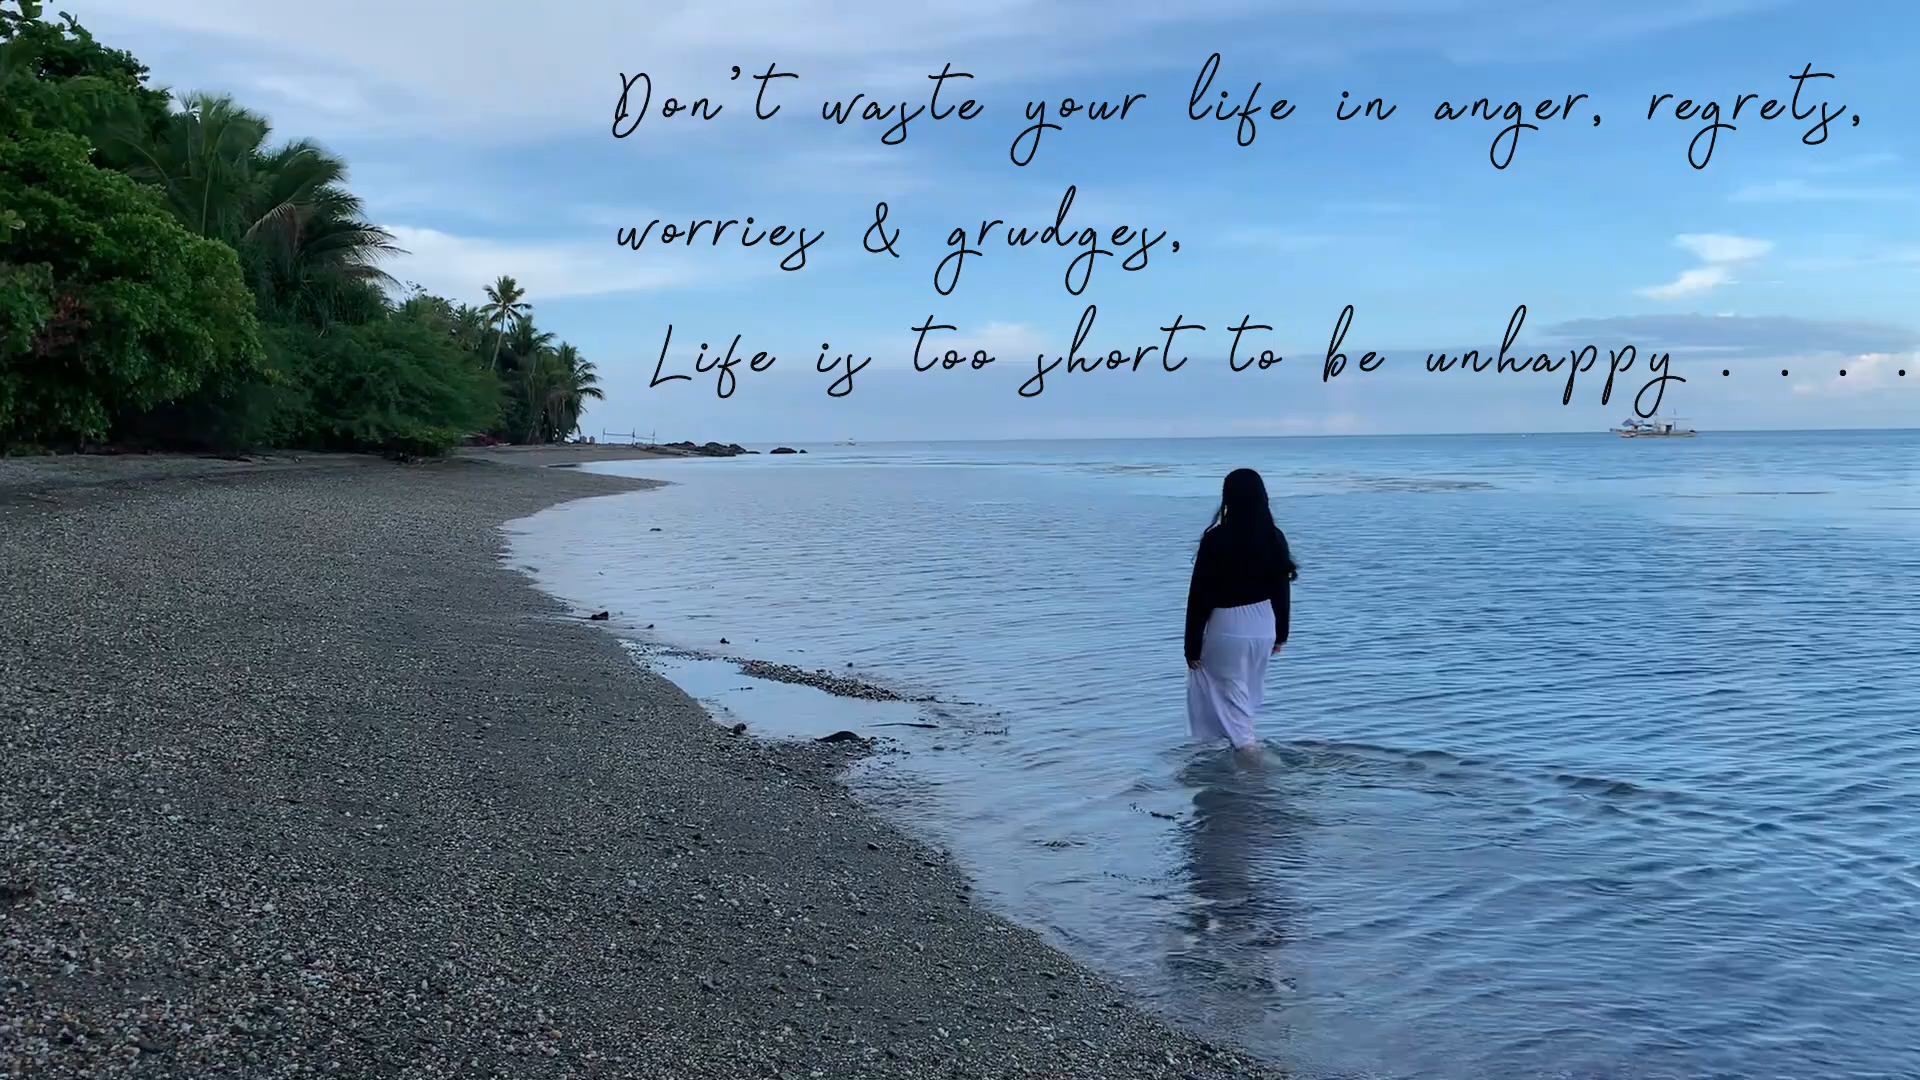 Don't waste your life in anger, regrets,
worries & grudges,
Life is too short to be unhappy . . . .